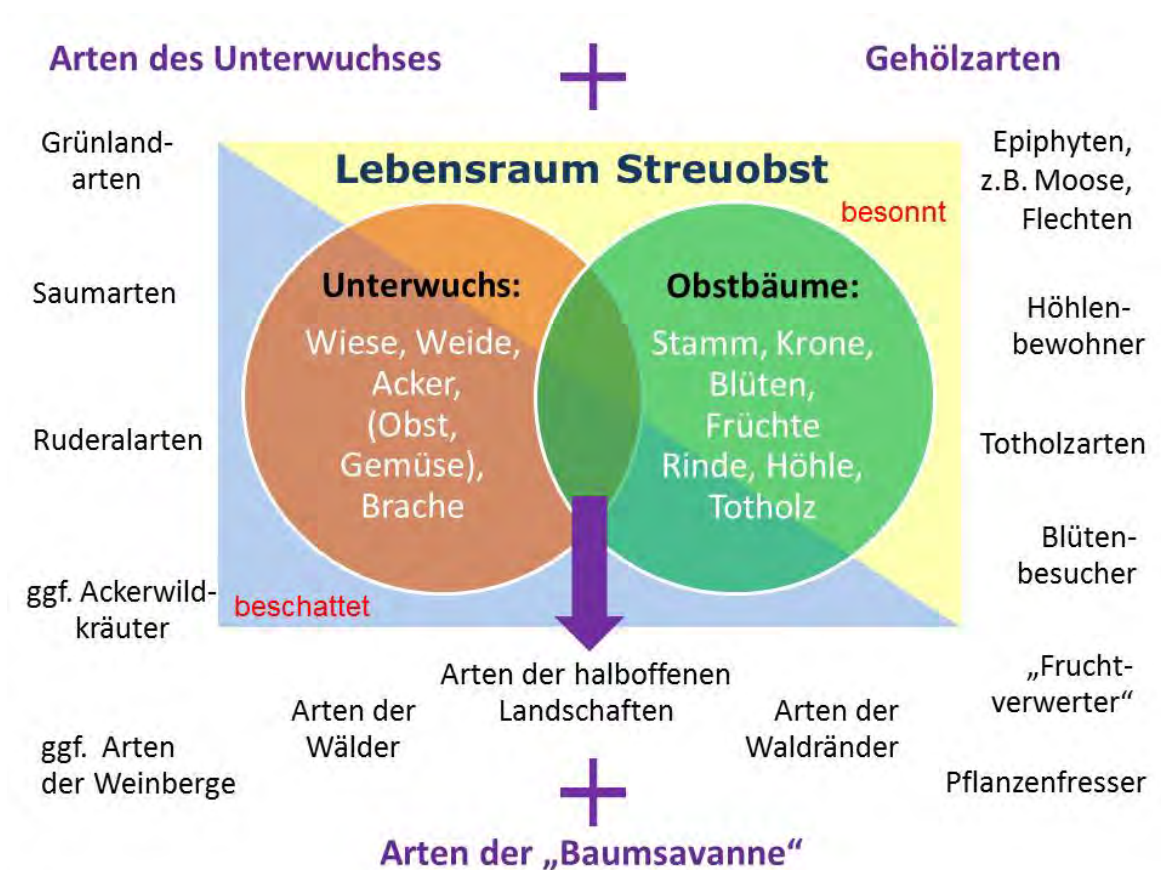 Arten des Unterwuchses
+
Gehölzarten
Grünland-
arten
Saumarten
Ruderalarten
ggf. Ackerwild-
kräuter
ggf. Arten
der Weinberge
Lebensraum Streuobst
besonnt
Unterwuchs:
Wiese, Weide,
Acker,
(Obst,
Gemüse),
Brache
Obstbäume:
Stamm, Krone,
Blüten,
Früchte
Rinde, Höhle,
Totholz
beschattet
Epiphyten,
z.B. Moose,
Flechten
Höhlen-
bewohner
Totholzarten
Blüten-
besucher
„Frucht-
verwerter“
Pflanzenfresser
Arten der
Wälder
Arten der halboffenen
Landschaften
Arten der
Waldränder
+
Arten der „Baumsavanne“